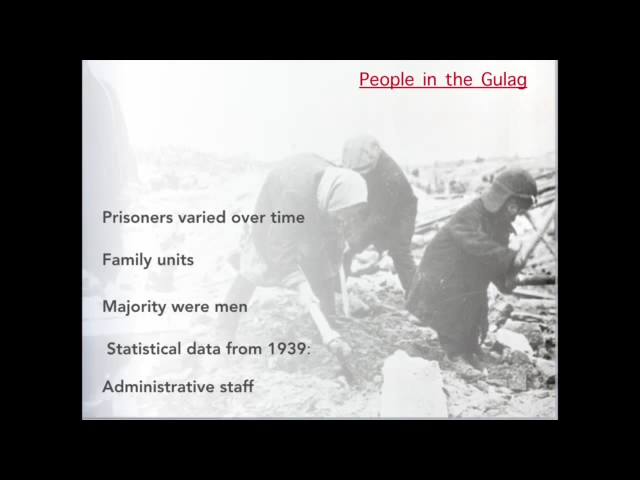 People in the Gulag
Prisoners varied over time
Family units
Majority were men
Statistical data from 1939:
Administrative staff